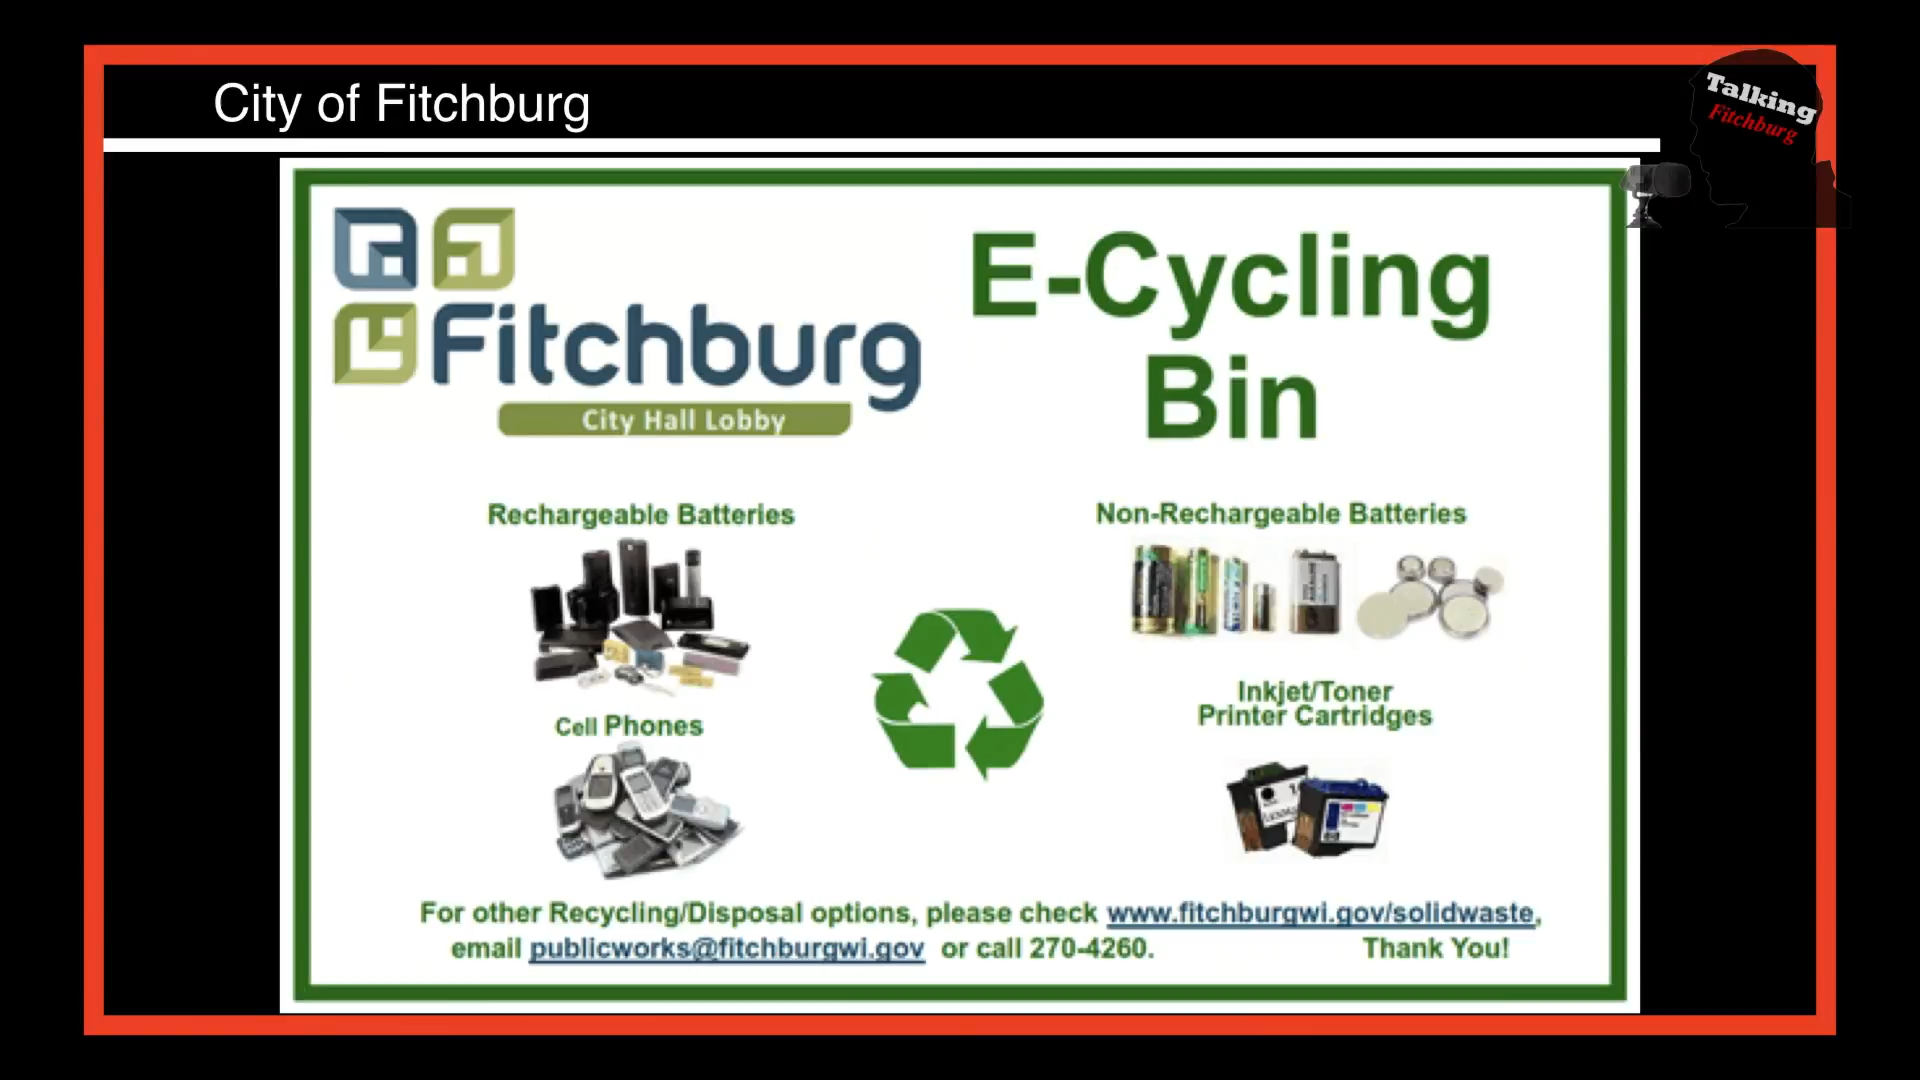 City of Fitchburg
Talking
Fitchburg
Fitchburg
City Hall Lobby
E-Cycling
Bin
Rechargeable Batteries
Non-Rechargeable Batteries
Cell Phones
Inkjet/Toner
Printer Cartridges
For other Recycling/Disposal options, please check www.fitchburgwi.gov/solidwaste,
email publicworks@fitchburgwi.gov or call 270-4260. Thank You!